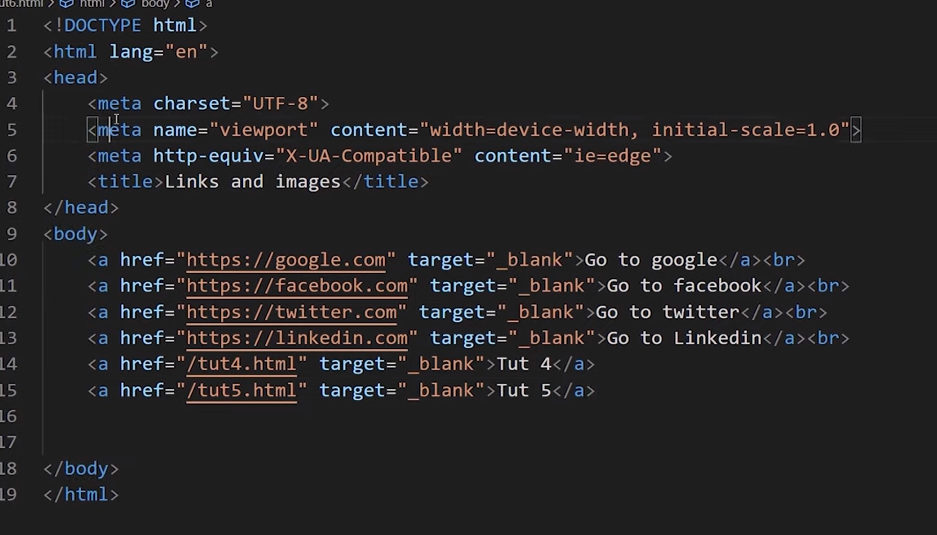 ut6.html > html > body > a
1 <!DOCTYPE html>
2 <html lang="en">
3 <head>
4 <meta charset="UTF-8">
5 <meta name="viewport" content="width=device-width, initial-scale=1.0">
6 <meta http-equiv="X-UA-Compatible" content="ie=edge">
7 <title>Links and images</title>
8 </head>
9 <body>
10 <a href="https://google.com" target="_blank">Go to google</a><br>
11 <a href="https://facebook.com" target="_blank">Go to facebook</a><br>
12 <a href="https://twitter.com" target="_blank">Go to twitter</a><br>
13 <a href="https://linkedin.com" target="_blank">Go to Linkedin</a><br>
14 <a href="/tut4.html" target="_blank">Tut 4</a>
15 <a href="/tut5.html" target="_blank">Tut 5</a>
16
17
18 </body>
19 </html>